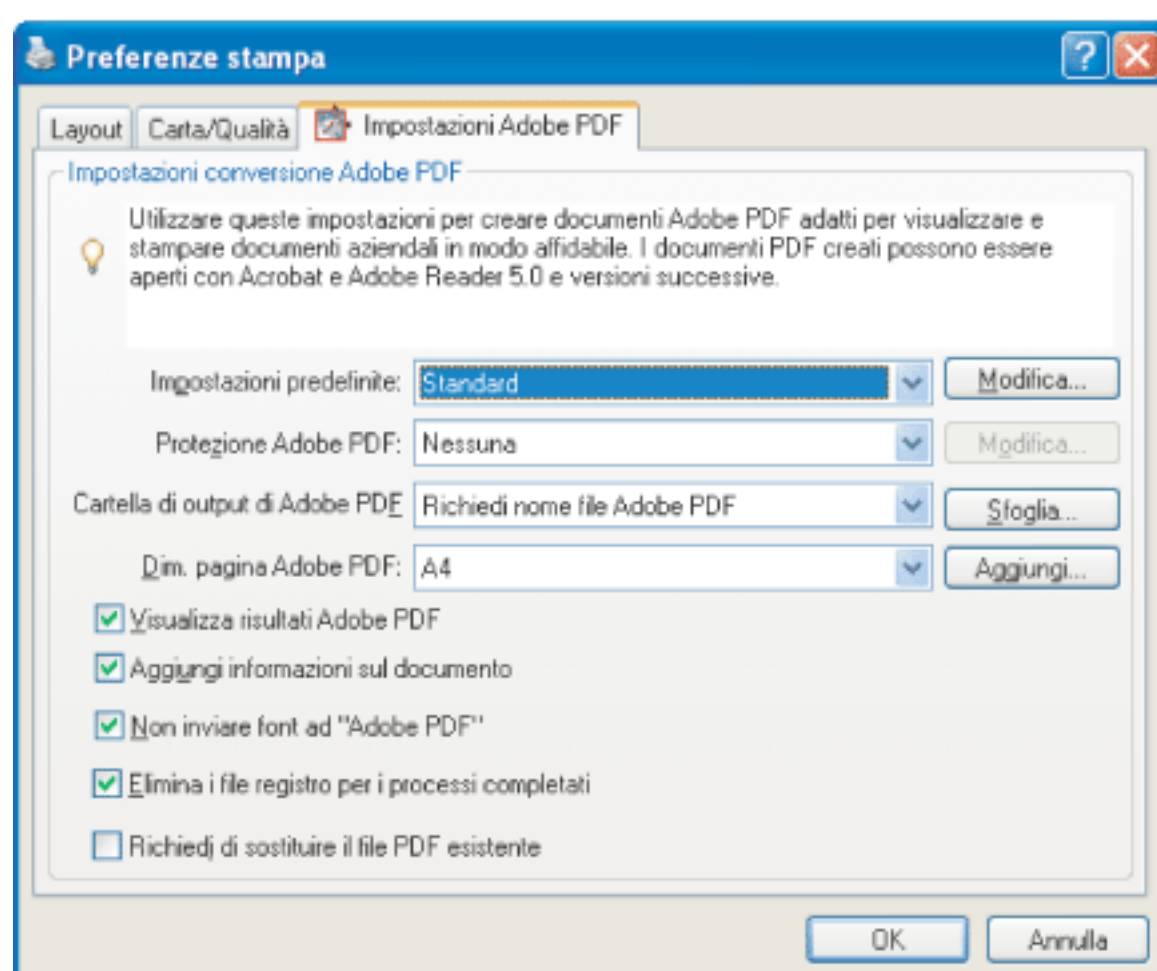 Preferenze stampa
Layout
Carta/Qualità
Impostazioni Adobe PDF
Impostazioni conversione Adobe PDF
Utilizzare queste impostazioni per creare documenti Adobe PDF adatti per visualizzare e
stampare documenti aziendali in modo affidabile. I documenti PDF creati possono essere
aperti con Acrobat e Adobe Reader 5.0 e versioni successive.
Impostazioni predefinite: Standard Modifica...
Protezione Adobe PDF: Nessuna Modifica...
Cartella di output di Adobe PDF Richiedi nome file Adobe PDF Sfoglia...
Dim. pagina Adobe PDF: A4 Aggiungi...
Visualizza risultati Adobe PDF
Aggiungi informazioni sul documento
Non inviare font ad "Adobe PDF"
Elimina i file registro per i processi completati
Richiedi di sostituire il file PDF esistente
OK Annulla